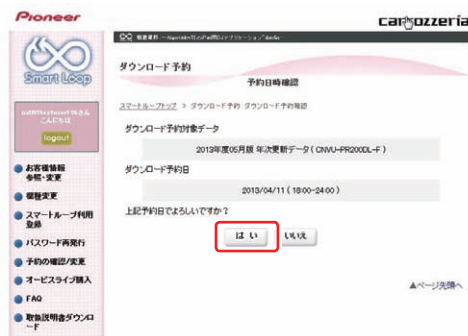 Pioneer
carrozzeria
Smart Loop
こんにちは
logout
お客様情報
参照・変更
機種変更
スマートループ利用
登録
パスワード再発行
予約の確認/変更
オービスライブ購入
FAQ
取扱説明書ダウンロ
ード
ダウンロード予約
予約日時確認
スマートループトップ > ダウンロード予約 ダウンロード予約確認
ダウンロード予約対象データ
2013年度05月版 年次更新データ ( CNVU-PR200DL-F )
ダウンロード予約日
2013/04/11 ( 18:00-24:00 )
上記予約日でよろしいですか？
はい
いいえ
▲ページ先頭へ